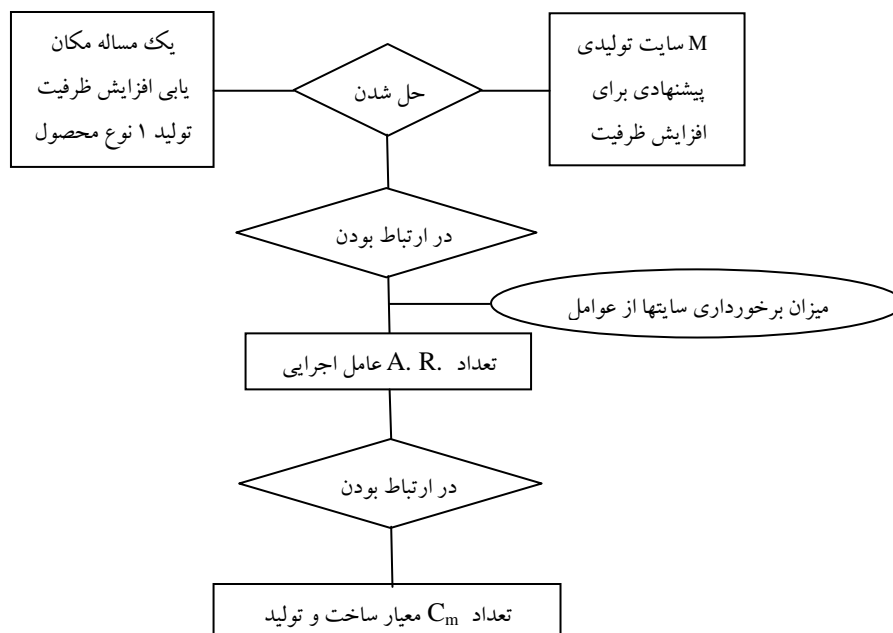 M سایت تولیدی
پیشنهادی برای
افزایش ظرفیت
حل شدن
یک مساله مکان
یابی افزایش ظرفیت
تولید ۱ نوع محصول
در ارتباط بودن
میزان برخورداری سایتها از عوامل
تعداد A. R. عامل اجرایی
در ارتباط بودن
تعداد Cm معیار ساخت و تولید